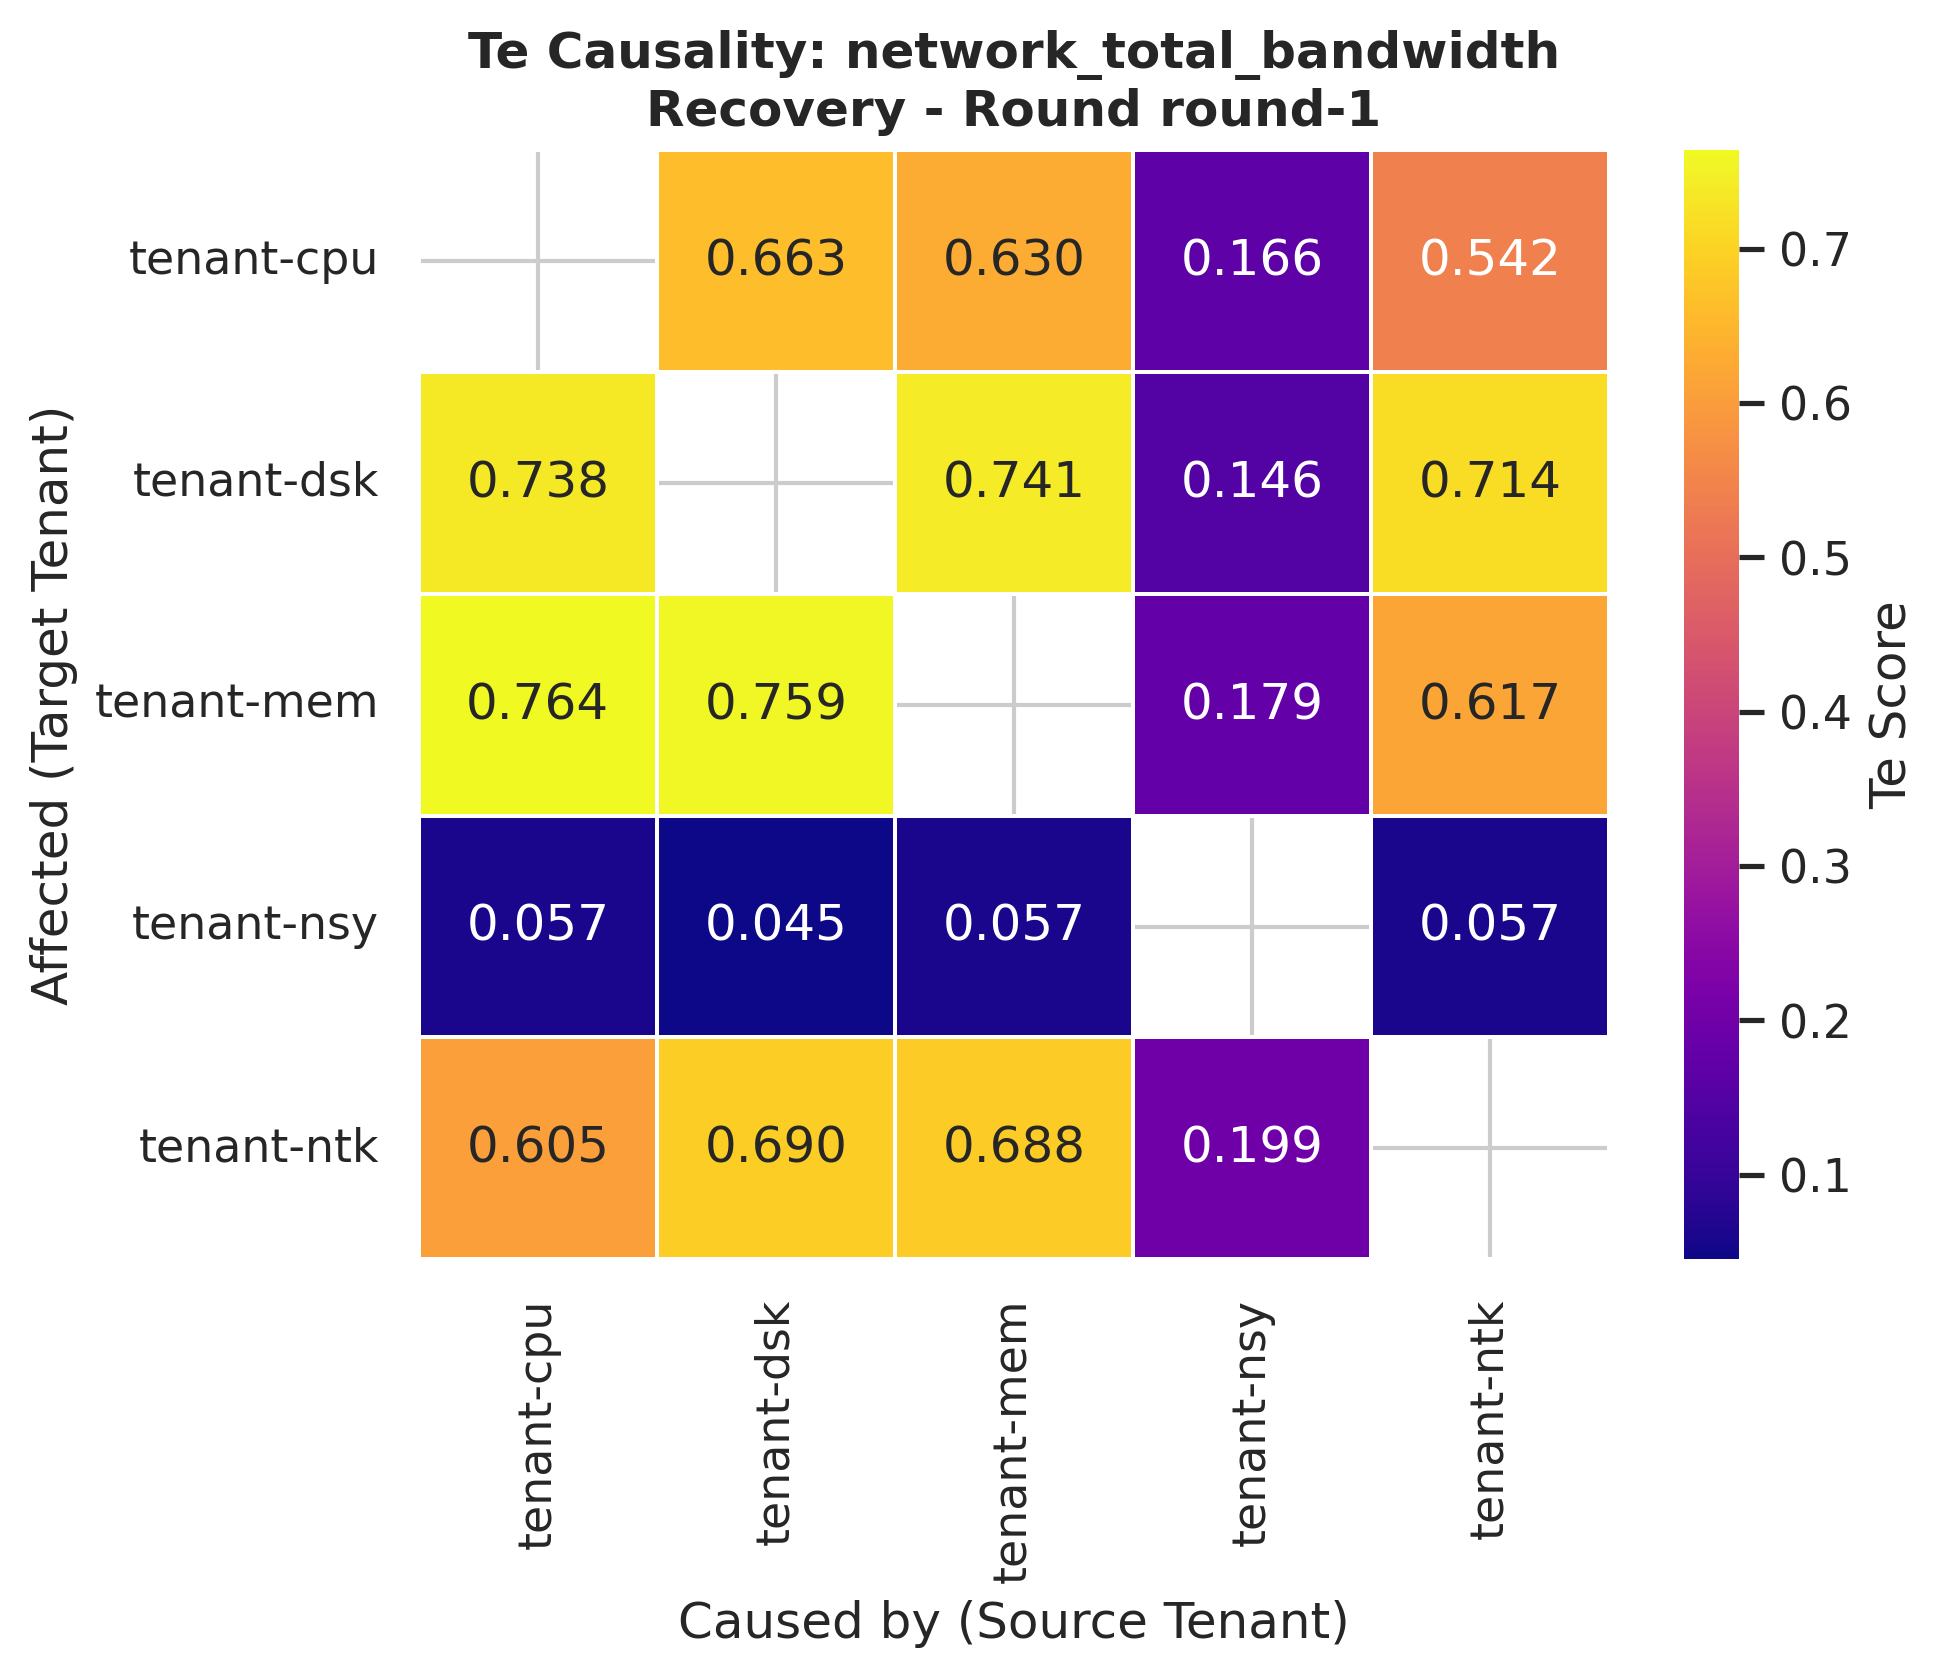 Te Causality: network_total_bandwidth
Recovery - Round round-1
Affected (Target Tenant)
tenant-cpu 0.663 0.630 0.166 0.542
tenant-dsk 0.738 0.741 0.146 0.714
tenant-mem 0.764 0.759 0.179 0.617
tenant-nsy 0.057 0.045 0.057 0.057
tenant-ntk 0.605 0.690 0.688 0.199
tenant-cpu tenant-dsk tenant-mem tenant-nsy tenant-ntk
Caused by (Source Tenant)
0.7
0.6
0.5
0.4
0.3
0.2
0.1
Te Score